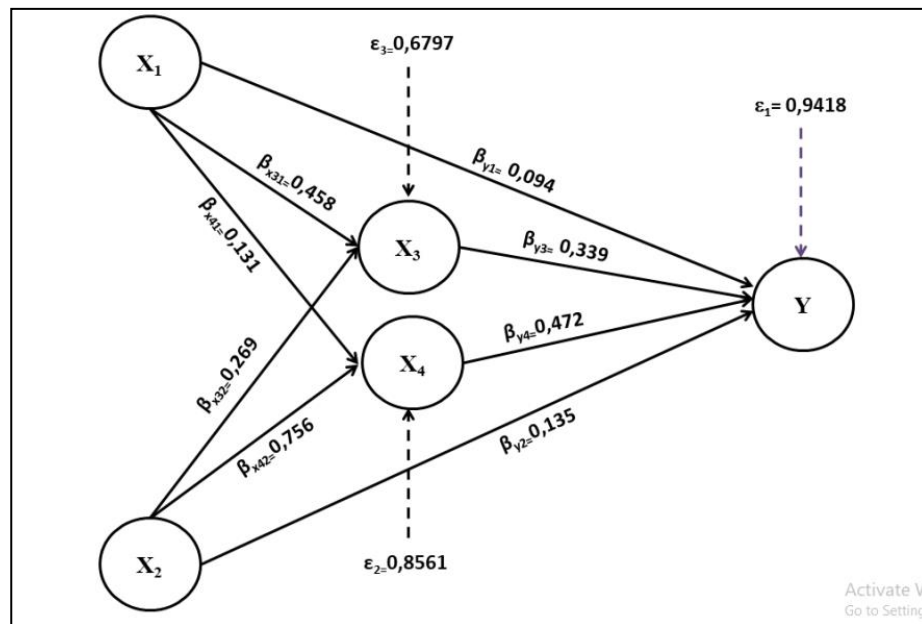 X₁
ε₃₌0,6797
ε₁= 0,9418
βy1= 0,094
βx31=0,458
βx41=0,131
X₃
βy3= 0,339
Y
βy4=0,472
X₄
βx32=0,269
βx42=0,756
βy2=0,135
X₂
ε₂₌0,8561
Activate
Go to Setting